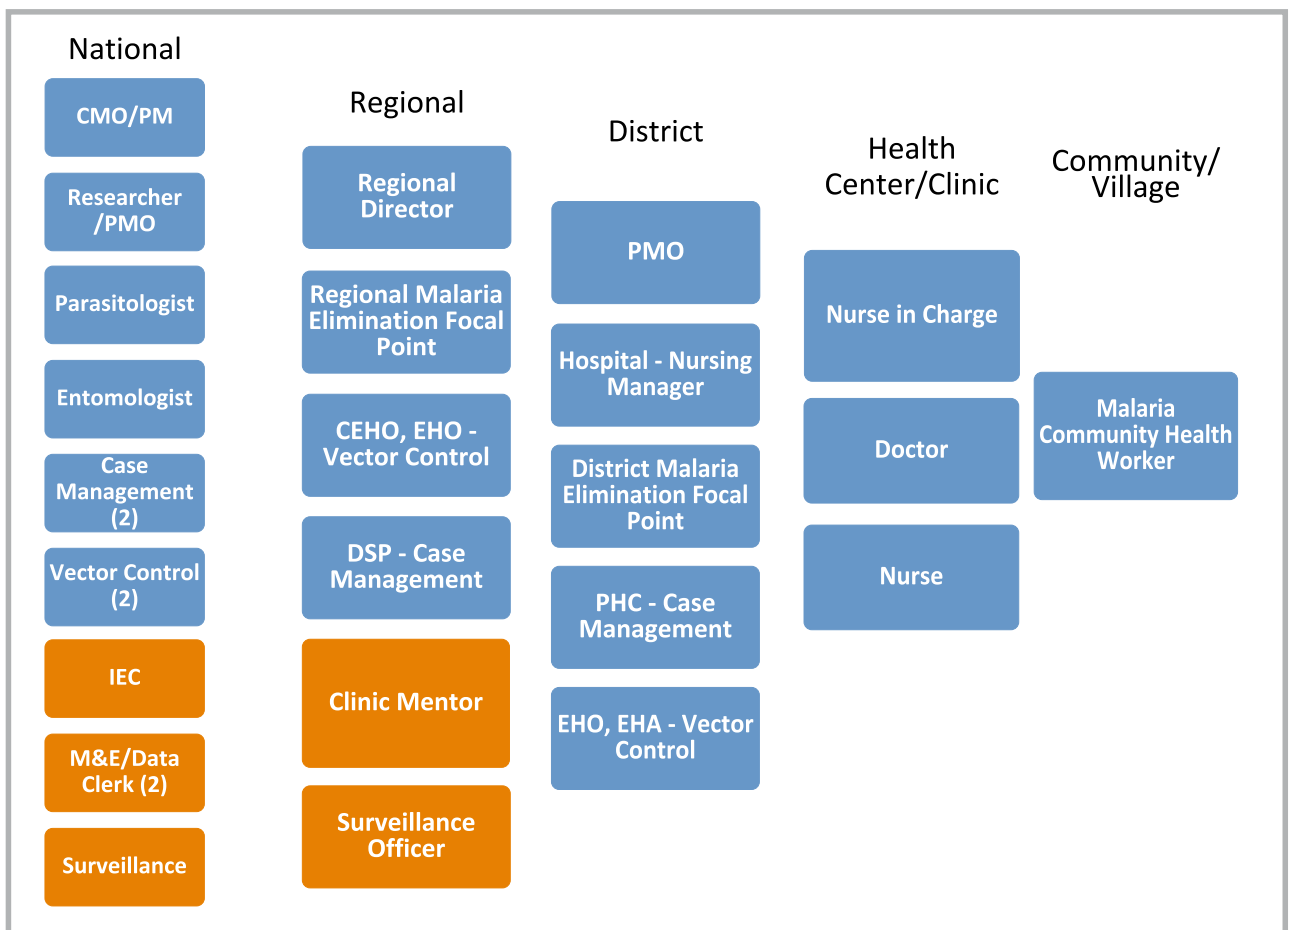 National
CMO/PM
Researcher
/PMO
Parasitologist
Entomologist
Case
Management
(2)
Vector Control
(2)
IEC
M&E/Data
Clerk (2)
Surveillance
Regional
Regional
Director
Regional Malaria
Elimination Focal
Point
CEHO, EHO -
Vector Control
DSP - Case
Management
Clinic Mentor
Surveillance
Officer
District
PMO
Hospital - Nursing
Manager
District Malaria
Elimination Focal
Point
PHC - Case
Management
EHO, EHA - Vector
Control
Health
Center/Clinic
Nurse in Charge
Doctor
Nurse
Community/
Village
Malaria
Community Health
Worker